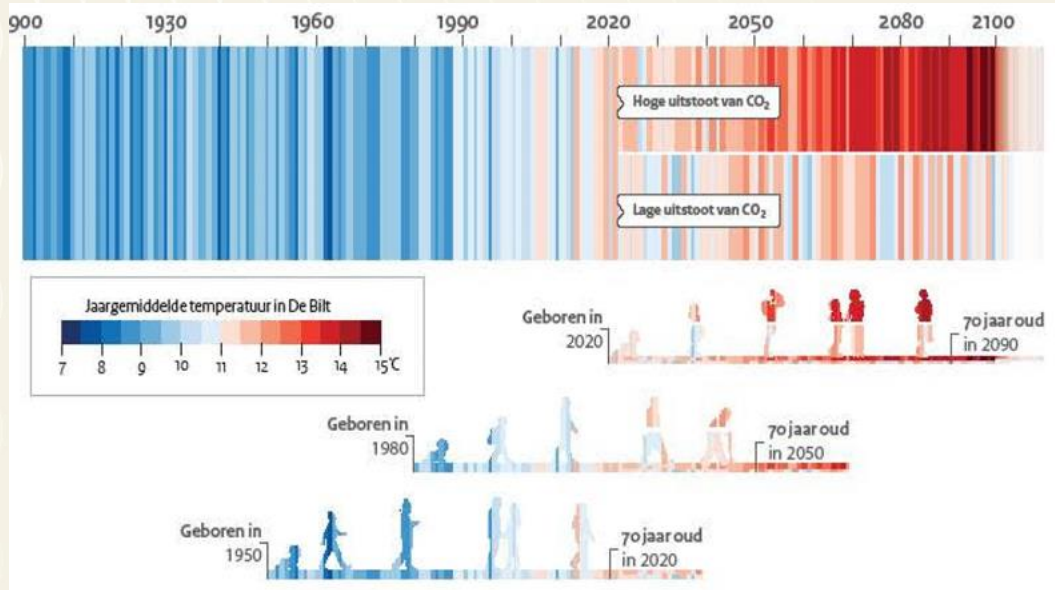 900 1930 1960 1990 2020 2050 2080 2100
Hoge uitstoot van CO₂
Lage uitstoot van CO₂
Jaargemiddelde temperatuur in De Bilt
7 8 9 10 11 12 13 14 15°C
Geboren in
2020
70 jaar oud
in 2090
Geboren in
1980
70 jaar oud
in 2050
Geboren in
1950
70 jaar oud
in 2020